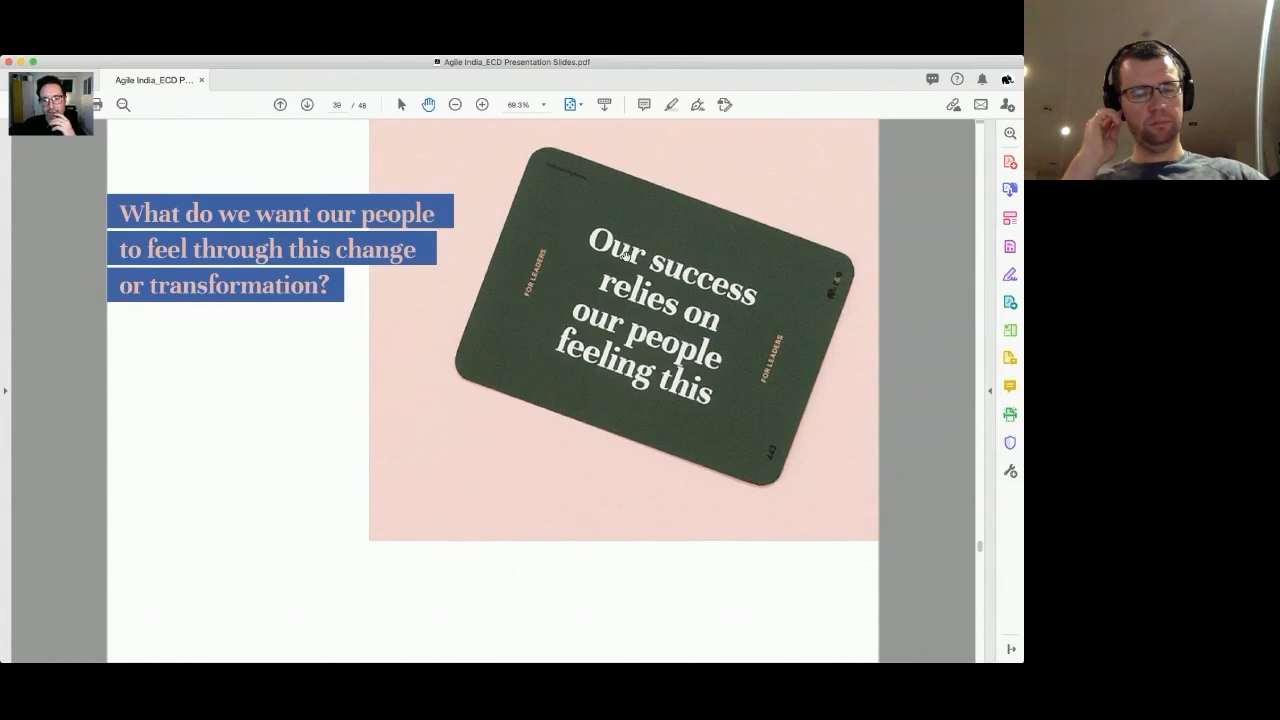 Agile India_ECD Presentation Slides.pdf
Agile India_ECD P... ×
39 / 48
69.3%
What do we want our people
to feel through this change
or transformation?
FOR LEADERS
Our success
relies on
our people
feeling this
FOR LEADERS